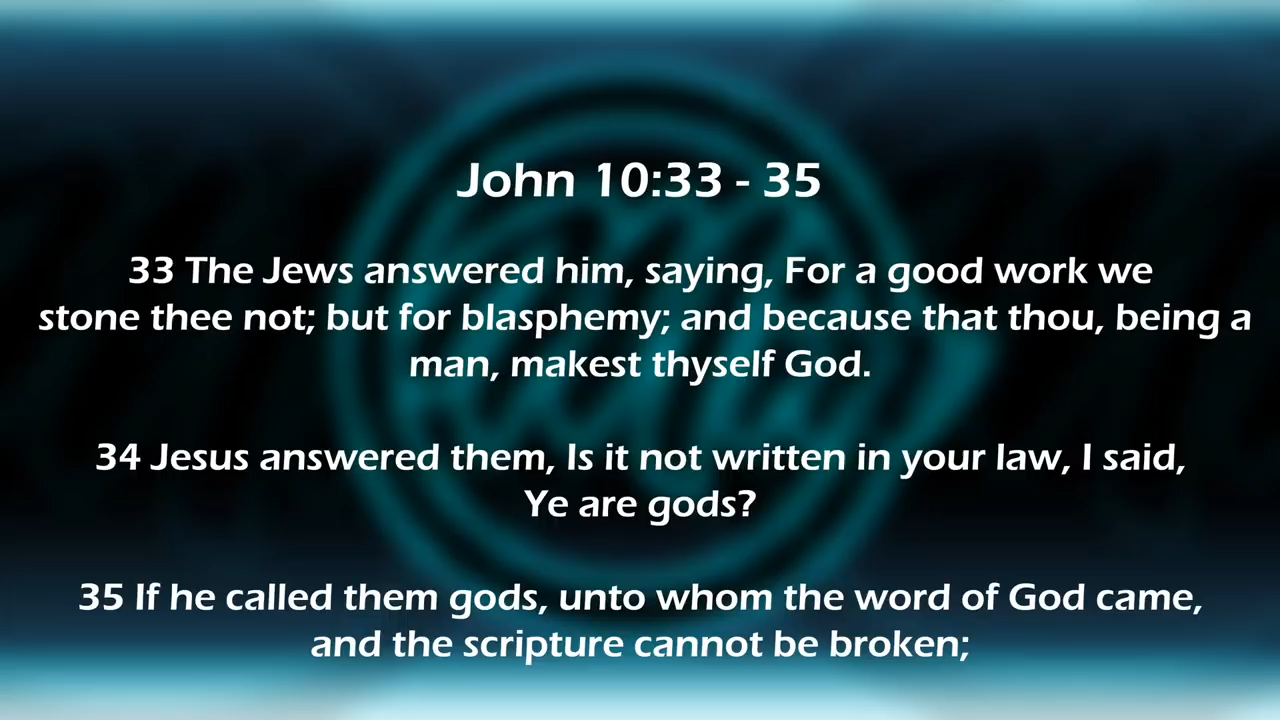 John 10:33 - 35
33 The Jews answered him, saying, For a good work we
stone thee not; but for blasphemy; and because that thou, being a
man, makest thyself God.
34 Jesus answered them, Is it not written in your law, I said,
Ye are gods?
35 If he called them gods, unto whom the word of God came,
and the scripture cannot be broken;